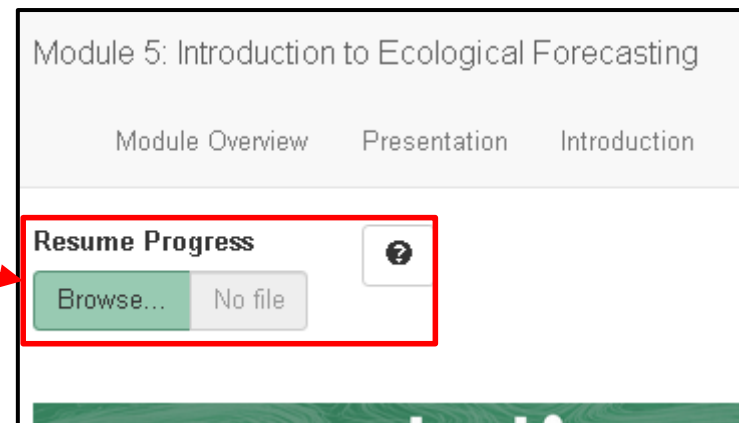 Module 5: Introduction to Ecological Forecasting
Module Overview Presentation Introduction
Resume Progress
Browse... No file